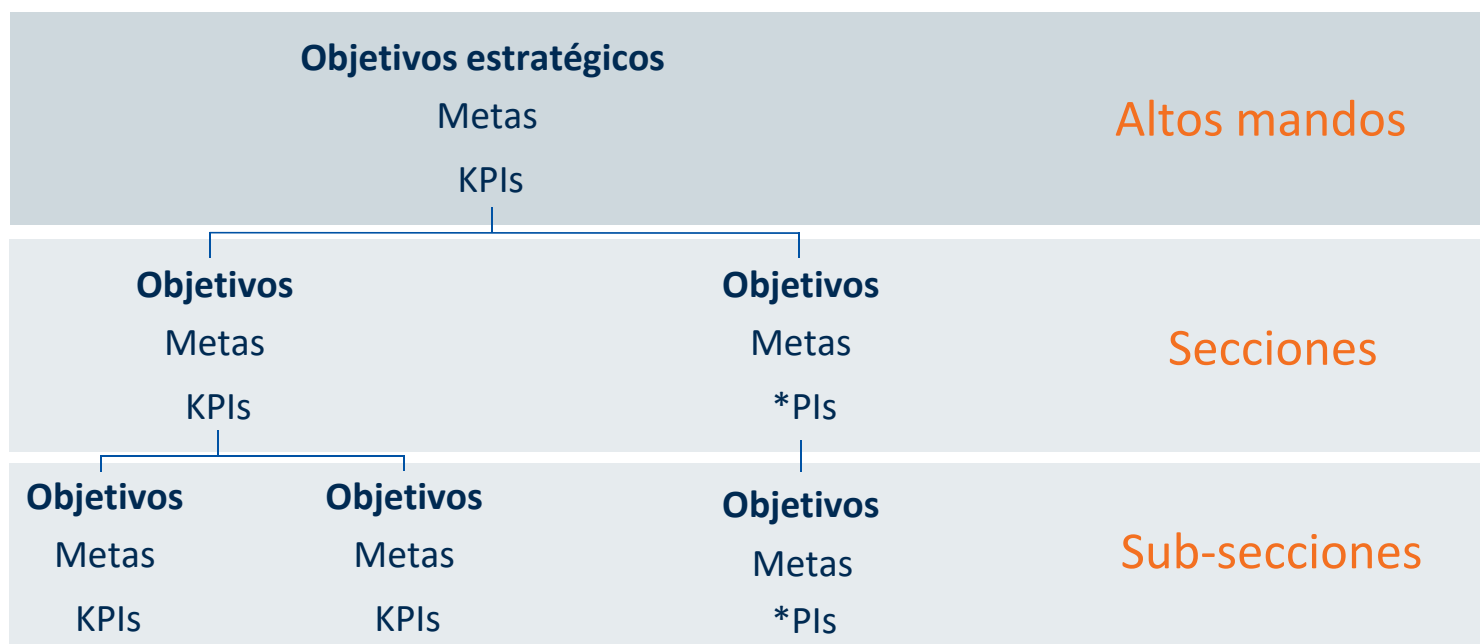 Objetivos estratégicos
Metas
KPIs
Altos mandos
Objetivos
Metas
KPIs
Objetivos
Metas
*PIs
Secciones
Objetivos
Metas
KPIs
Objetivos
Metas
KPIs
Objetivos
Metas
*PIs
Sub-secciones